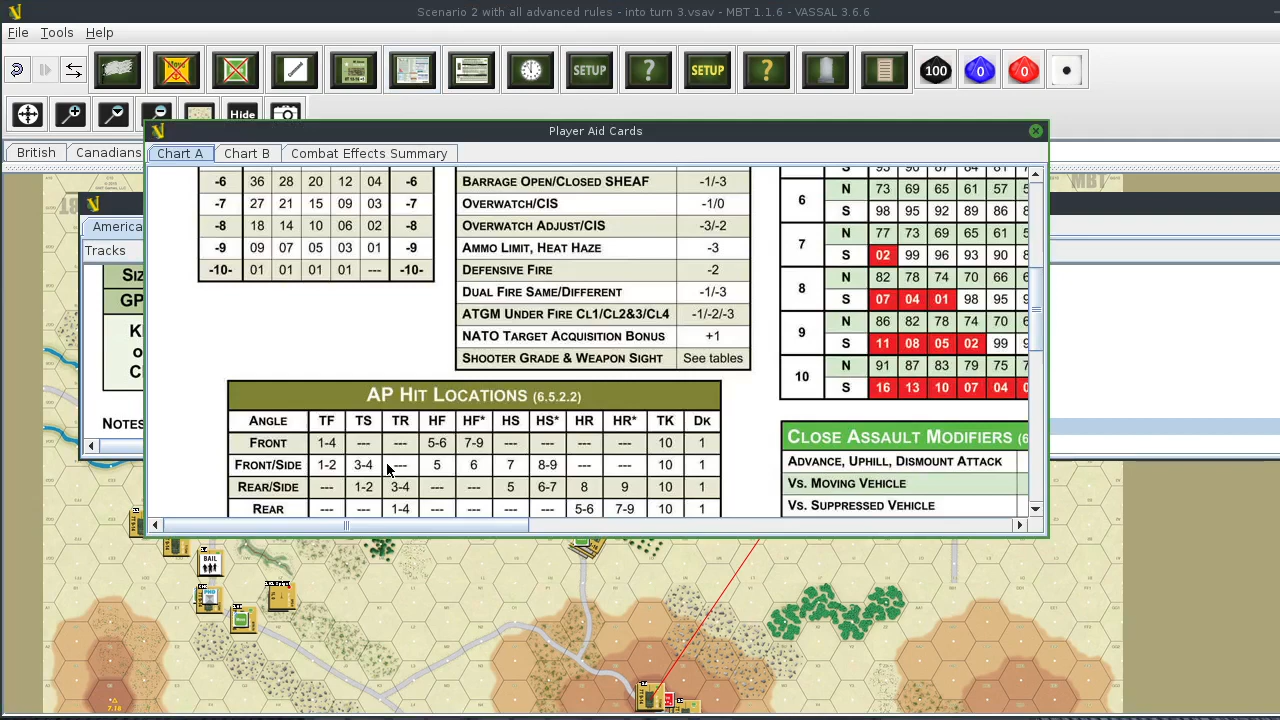 Scenario 2 with all advanced rules - into turn 3.vsav - MBT 1.1.6 - VASSAL 3.6.6
File Tools Help
SETUP ? SETUP ? 100 0 0
Hide
Player Aid Cards
British Canadians
Chart A Chart B Combat Effects Summary
-6 36 28 20 12 04 -6
-7 27 21 15 09 03 -7
-8 18 14 10 06 02 -8
-9 09 07 05 03 01 -9
-10- 01 01 01 01 --- -10-
BARRAGE OPEN/CLOSED SHEAF -1/-3
OVERWATCH/CIS -1/0
OVERWATCH ADJUST/CIS -3/-2
AMMO LIMIT, HEAT HAZE -3
DEFENSIVE FIRE -2
DUAL FIRE SAME/DIFFERENT -1/-3
ATGM UNDER FIRE CL1/CL2&3/CL4 -1/-2/-3
NATO TARGET ACQUISITION BONUS +1
SHOOTER GRADE & WEAPON SIGHT See tables
6 N 73 69 65 61 57
S 98 95 92 89 86
7 N 77 73 69 65 61
S 02 99 96 93 90
8 N 82 78 74 70 66
S 07 04 01 98 95
9 N 86 82 78 74 70
S 11 08 05 02 99
10 N 91 87 83 79 75
S 16 13 10 07 04
America
Tracks
Siz
GP
K
o
C
NOTES
AP HIT LOCATIONS (6.5.2.2)
ANGLE TF TS TR HF HF* HS HS* HR HR* TK DK
FRONT 1-4 --- --- 5-6 7-9 --- --- --- --- 10 1
FRONT/SIDE 1-2 3-4 --- 5 6 7 8-9 --- --- 10 1
REAR/SIDE --- 1-2 3-4 --- --- 5 6-7 8 9 10 1
REAR --- --- 1-4 --- --- --- --- 5-6 7-9 10 1
CLOSE ASSAULT MODIFIERS (6
ADVANCE, UPHILL, DISMOUNT ATTACK
VS. MOVING VEHICLE
VS. SUPPRESSED VEHICLE
BAIL